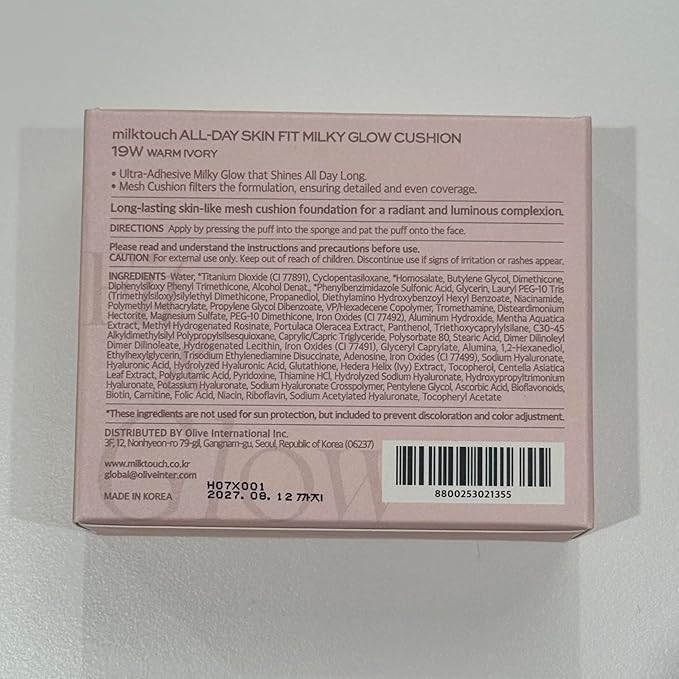 milktouch ALL-DAY SKIN FIT MILKY GLOW CUSHION
19W WARM IVORY
• Ultra-Adhesive Milky Glow that Shines All Day Long.
• Mesh Cushion filters the formulation, ensuring detailed and even coverage.
Long-lasting skin-like mesh cushion foundation for a radiant and luminous complexion.
DIRECTIONS Apply by pressing the puff into the sponge and pat the puff onto the face.
Please read and understand the instructions and precautions before use.
CAUTION For external use only. Keep out of reach of children. Discontinue use if signs of irritation or rashes appear.
INGREDIENTS Water, *Titanium Dioxide (CI 77891), Cyclopentasiloxane, *Homosalate, Butylene Glycol, Dimethicone,
Diphenylsiloxy Phenyl Trimethicone, Alcohol Denat., *Phenylbenzimidazole Sulfonic Acid, Glycerin, Lauryl PEG-10 Tris
(Trimethylsiloxy)silylethyl Dimethicone, Propanediol, Diethylamino Hydroxybenzoyl Hexyl Benzoate, Niacinamide,
Polymethyl Methacrylate, Propylene Glycol Dibenzoate, VP/Hexadecene Copolymer, Tromethamine, Disteardimonium
Hectorite, Magnesium Sulfate, PEG-10 Dimethicone, Iron Oxides (CI 77492), Aluminum Hydroxide, Mentha Aquatica
Extract, Methyl Hydrogenated Rosinate, Portulaca Oleracea Extract, Panthenol, Triethoxycaprylylsilane, C30-45
Alkyldimethylsilyl Polypropylsilsesquioxane, Caprylic/Capric Triglyceride, Polysorbate 80, Stearic Acid, Dimer Dilinoleyl
Dimer Dilinoleate, Hydrogenated Lecithin, Iron Oxides (CI 77491), Glyceryl Caprylate, Alumina, 1,2-Hexanediol,
Ethylhexylglycerin, Trisodium Ethylenediamine Disuccinate, Adenosine, Iron Oxides (CI 77499), Sodium Hyaluronate,
Hyaluronic Acid, Hydrolyzed Hyaluronic Acid, Glutathione, Hedera Helix (Ivy) Extract, Tocopherol, Centella Asiatica
Leaf Extract, Polyglutamic Acid, Pyridoxine, Thiamine HCl, Hydrolyzed Sodium Hyaluronate, Hydroxypropyltrimonium
Hyaluronate, Potassium Hyaluronate, Sodium Hyaluronate Crosspolymer, Pentylene Glycol, Ascorbic Acid, Bioflavonoids,
Biotin, Carnitine, Folic Acid, Niacin, Riboflavin, Sodium Acetylated Hyaluronate, Tocopheryl Acetate
*These ingredients are not used for sun protection, but included to prevent discoloration and color adjustment.
DISTRIBUTED BY Olive International Inc.
3F, 12, Nonhyeon-ro 79-gil, Gangnam-gu, Seoul, Republic of Korea (06237)
www.milktouch.co.kr
global@oliveinter.com
MADE IN KOREA
H07X001
2027. 08. 12 까지
8800253021355
Glow